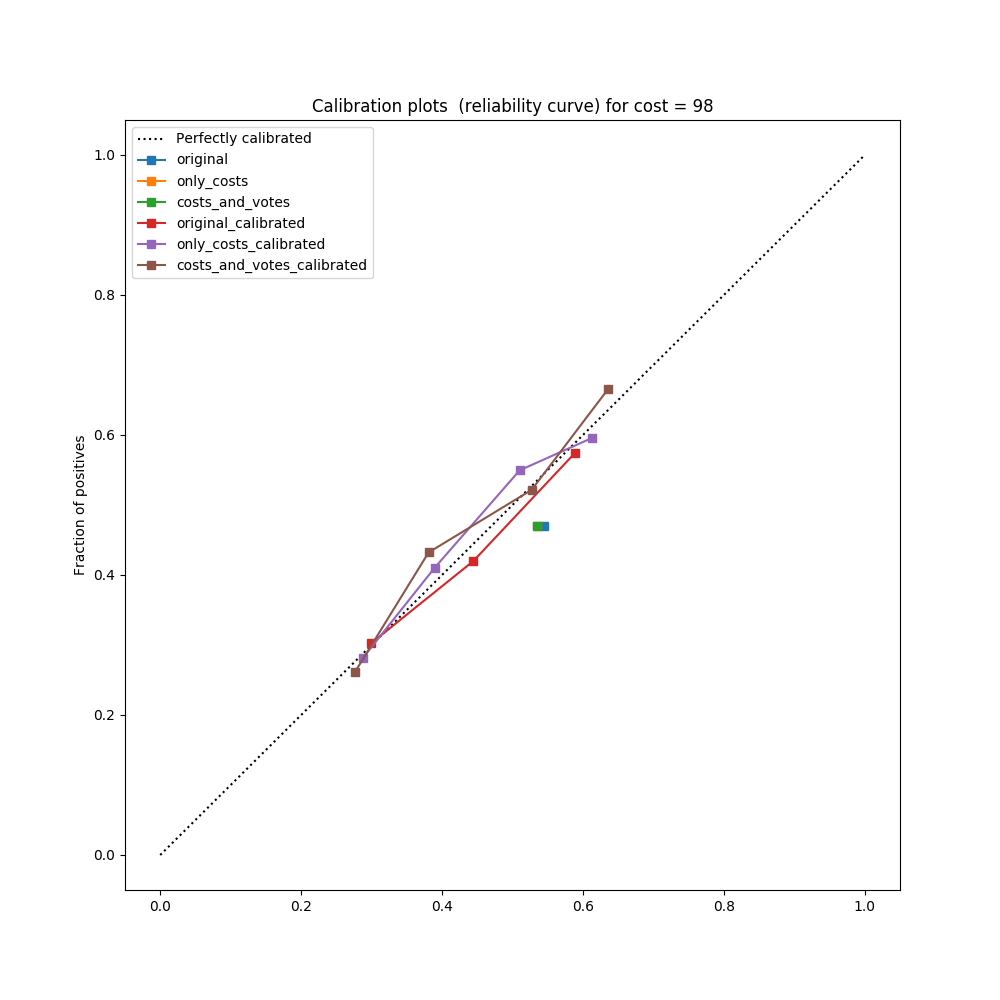 Calibration plots  (reliability curve) for cost = 98
Perfectly calibrated
original
only_costs
costs_and_votes
original_calibrated
only_costs_calibrated
costs_and_votes_calibrated
Fraction of positives
1.0
0.8
0.6
0.4
0.2
0.0
0.0 0.2 0.4 0.6 0.8 1.0